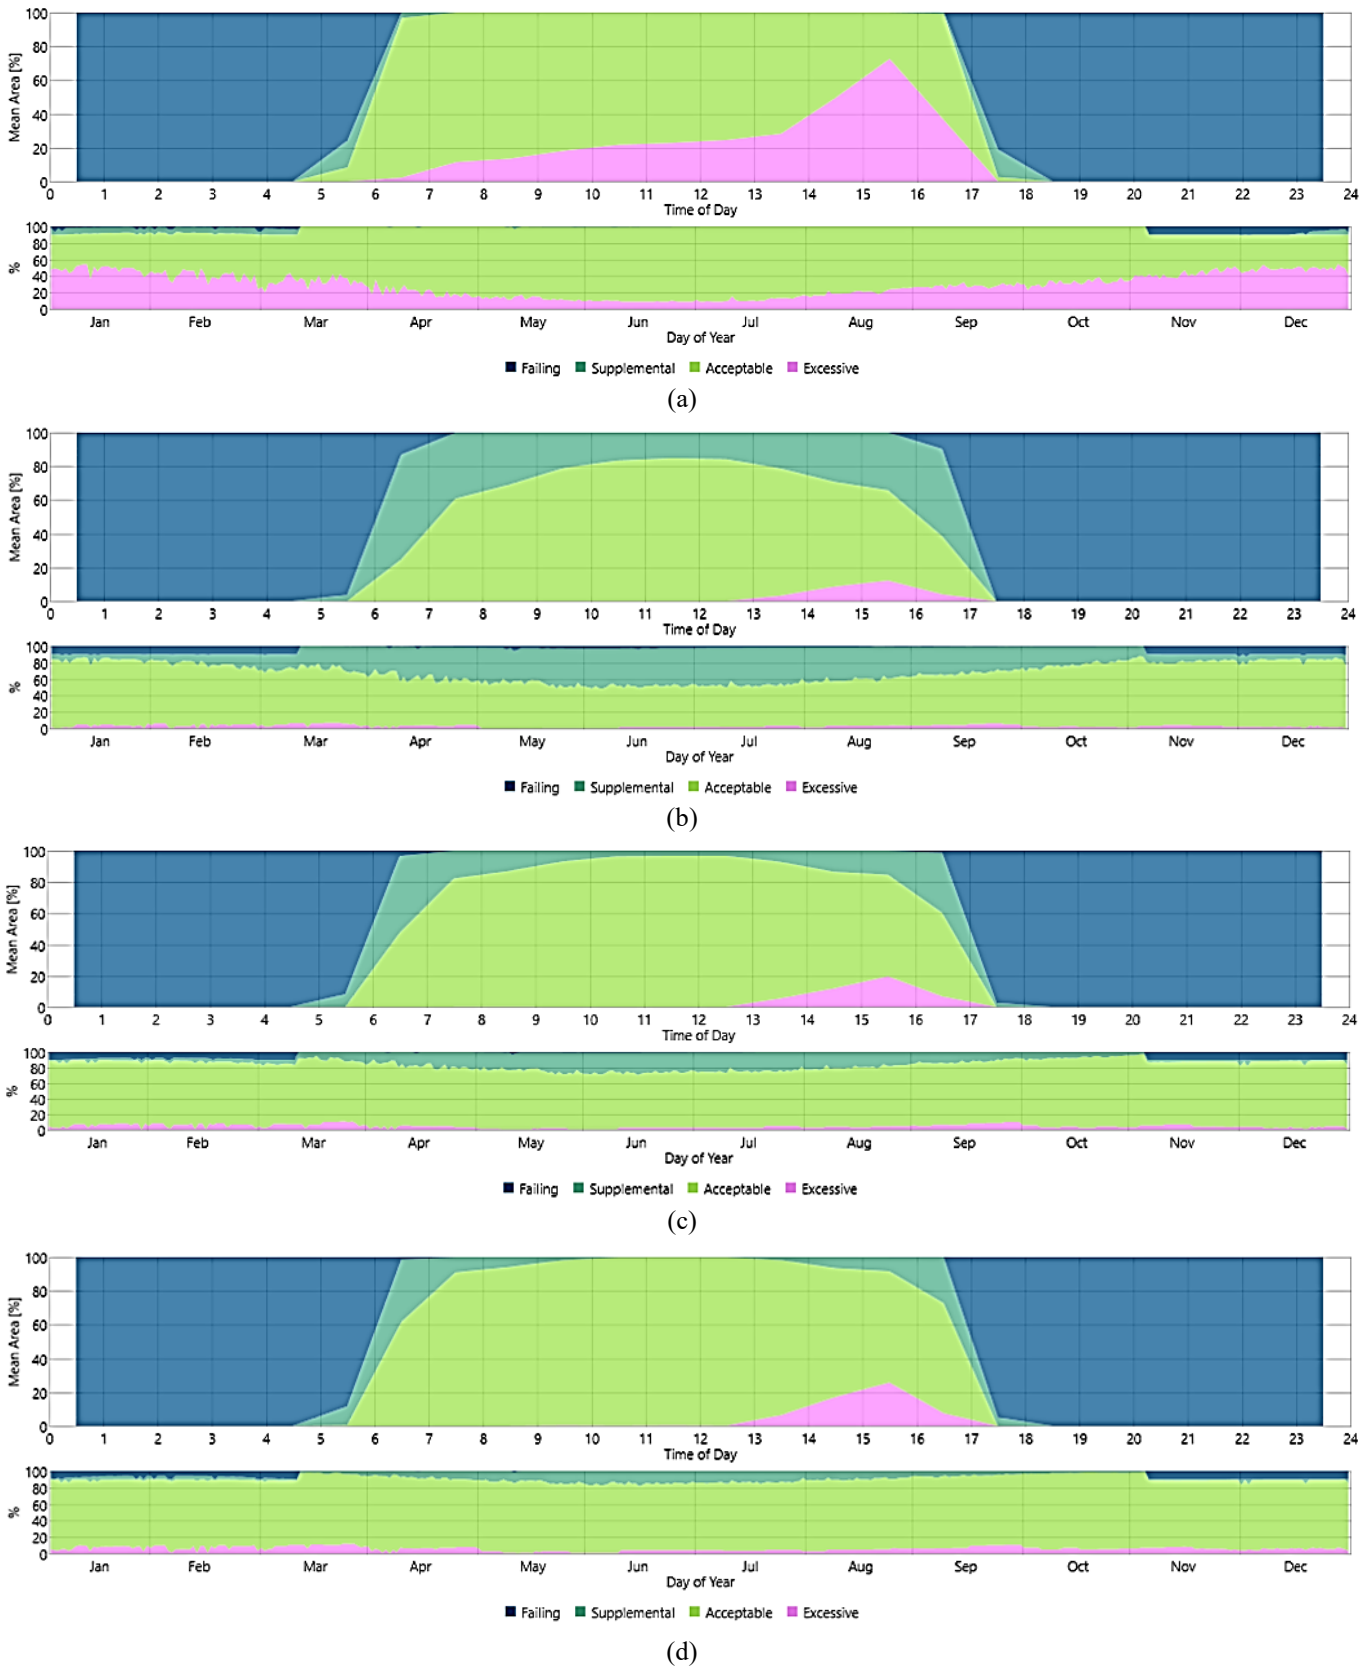 100
80
60
40
20
0
Mean Area [%]
0 1 2 3 4 5 6 7 8 9 10 11 12 13 14 15 16 17 18 19 20 21 22 23 24
Time of Day
100
80
60
40
20
0
%
Jan Feb Mar Apr May Jun Jul Aug Sep Oct Nov Dec
Day of Year
Failing Supplemental Acceptable Excessive
(a)
100
80
60
40
20
0
Mean Area [%]
0 1 2 3 4 5 6 7 8 9 10 11 12 13 14 15 16 17 18 19 20 21 22 23 24
Time of Day
100
80
60
40
20
0
%
Jan Feb Mar Apr May Jun Jul Aug Sep Oct Nov Dec
Day of Year
Failing Supplemental Acceptable Excessive
(b)
100
80
60
40
20
0
Mean Area [%]
0 1 2 3 4 5 6 7 8 9 10 11 12 13 14 15 16 17 18 19 20 21 22 23 24
Time of Day
100
80
60
40
20
0
%
Jan Feb Mar Apr May Jun Jul Aug Sep Oct Nov Dec
Day of Year
Failing Supplemental Acceptable Excessive
(c)
100
80
60
40
20
0
Mean Area [%]
0 1 2 3 4 5 6 7 8 9 10 11 12 13 14 15 16 17 18 19 20 21 22 23 24
Time of Day
100
80
60
40
20
0
%
Jan Feb Mar Apr May Jun Jul Aug Sep Oct Nov Dec
Day of Year
Failing Supplemental Acceptable Excessive
(d)